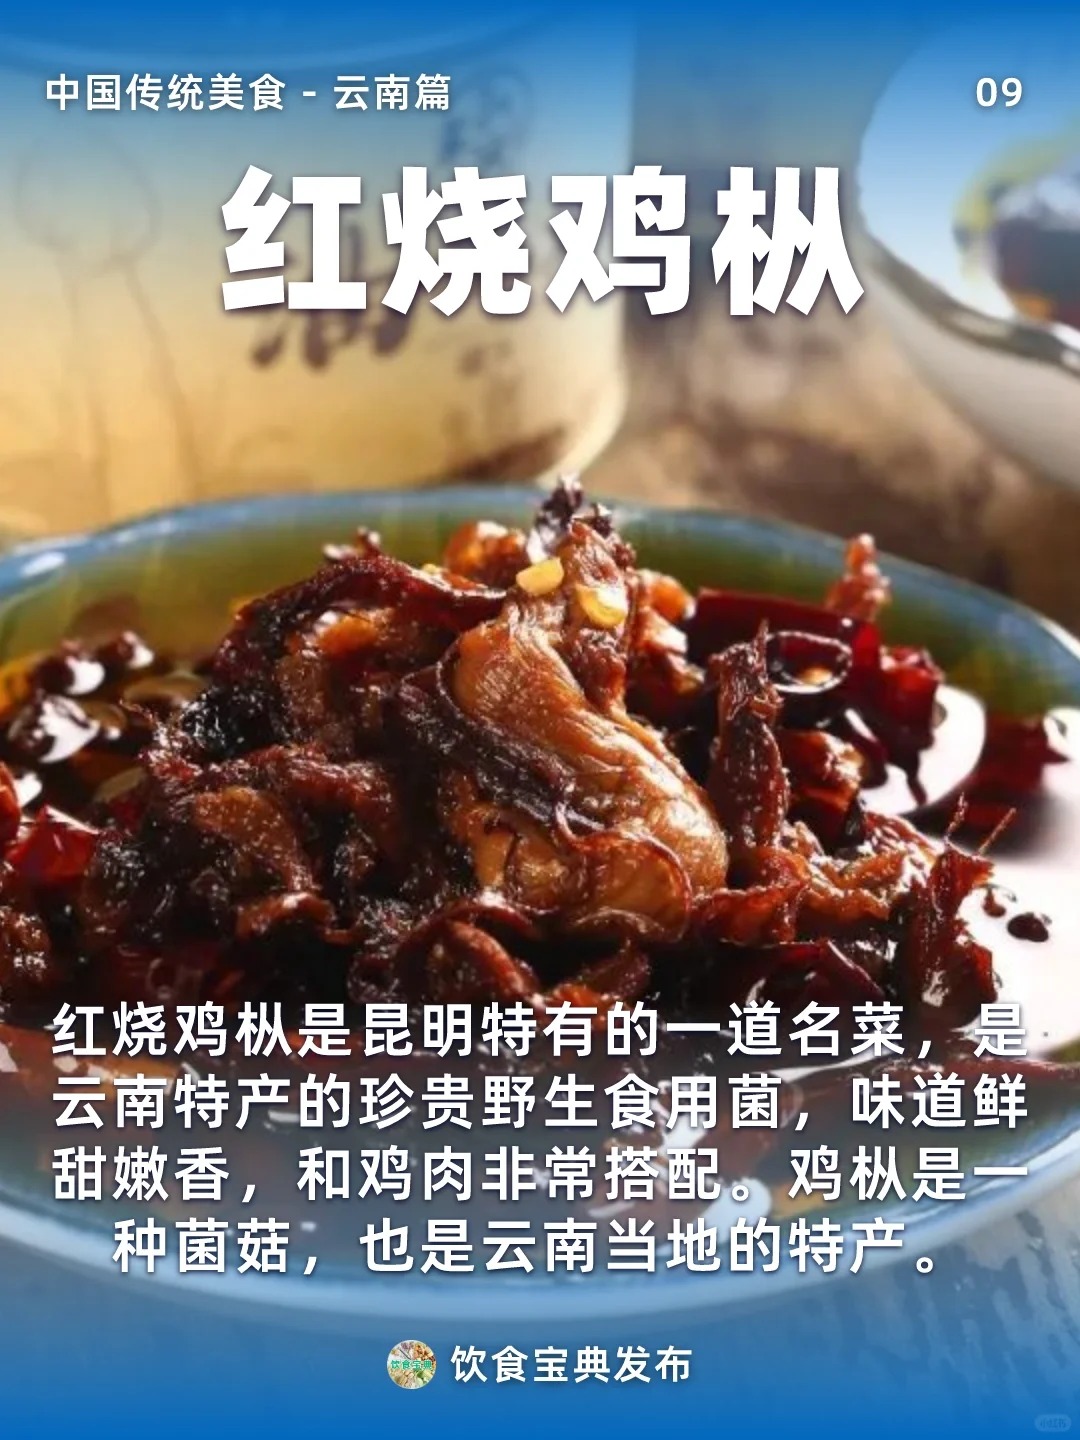 中国传统美食 - 云南篇
09
红烧鸡枞
红烧鸡枞是昆明特有的一道名菜，是
云南特产的珍贵野生食用菌，味道鲜
甜嫩香，和鸡肉非常搭配。鸡枞是一
种菌菇，也是云南当地的特产。
饮食宝典
饮食宝典发布